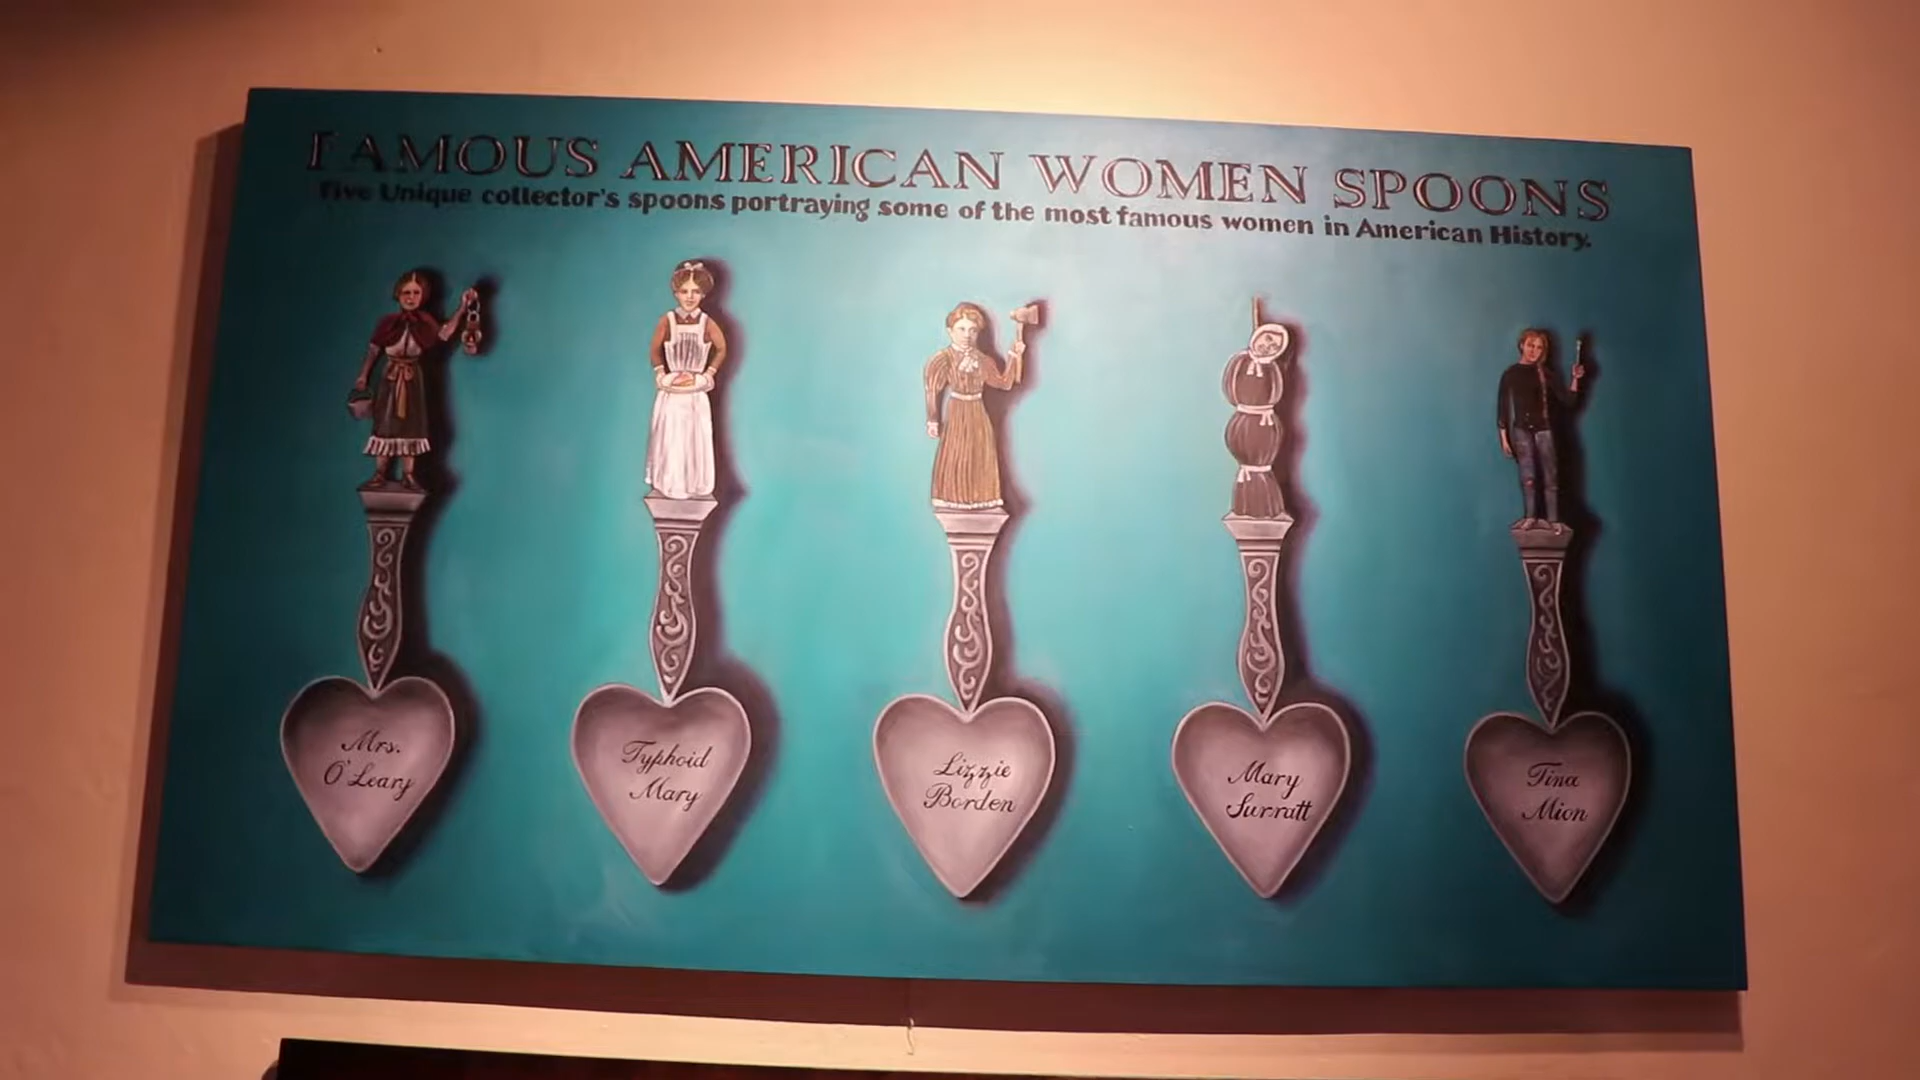 FAMOUS AMERICAN WOMEN SPOONS
Five Unique collector's spoons portraying some of the most famous women in American History.
Mrs.
O'Leary
Typhoid
Mary
Lizzie
Borden
Mary
Surratt
Tina
Mion